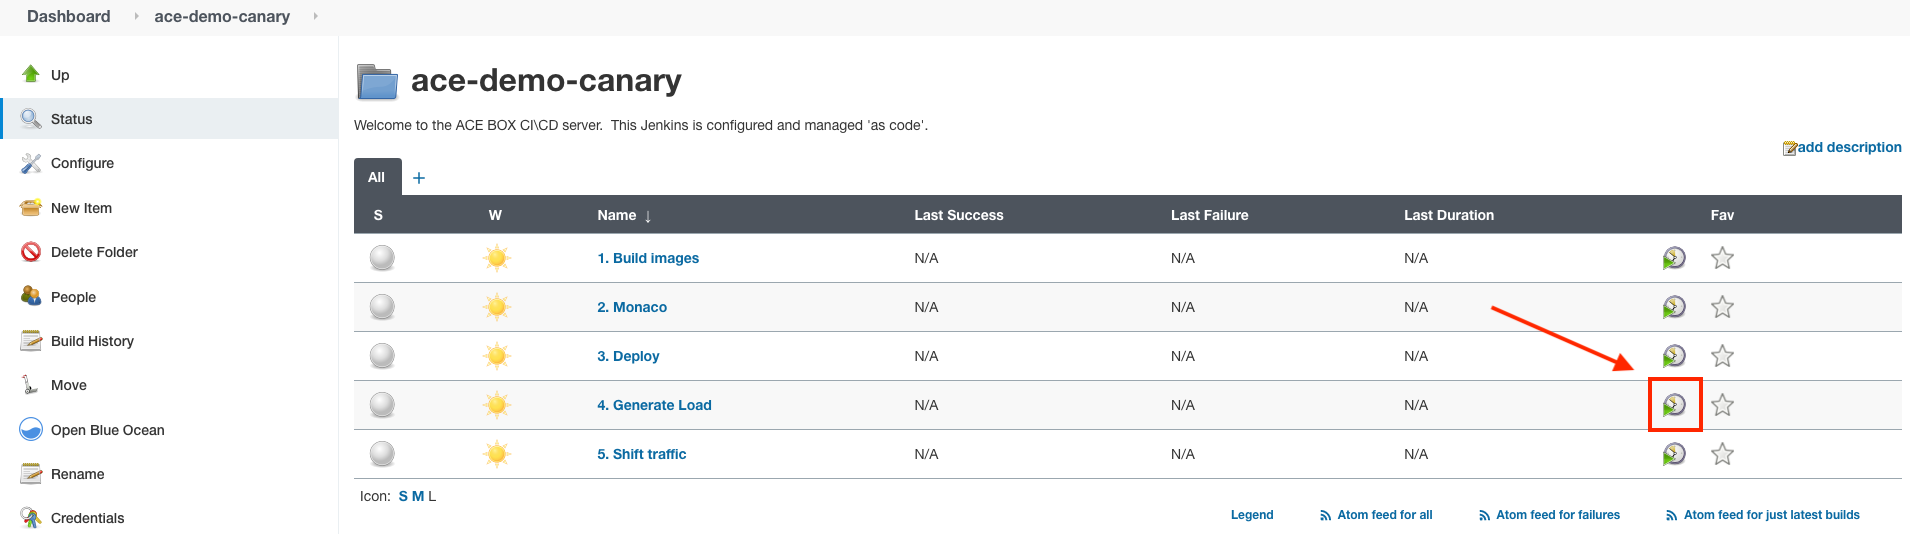 Dashboard ace-demo-canary
Up
Status
Configure
New Item
Delete Folder
People
Build History
Move
Open Blue Ocean
Rename
Credentials
ace-demo-canary
Welcome to the ACE BOX CI\CD server. This Jenkins is configured and managed 'as code'.
add description
All +
S W Name ↓ Last Success Last Failure Last Duration Fav
1. Build images N/A N/A N/A
2. Monaco N/A N/A N/A
3. Deploy N/A N/A N/A
4. Generate Load N/A N/A N/A
5. Shift traffic N/A N/A N/A
Icon: S M L
Legend Atom feed for all Atom feed for failures Atom feed for just latest builds